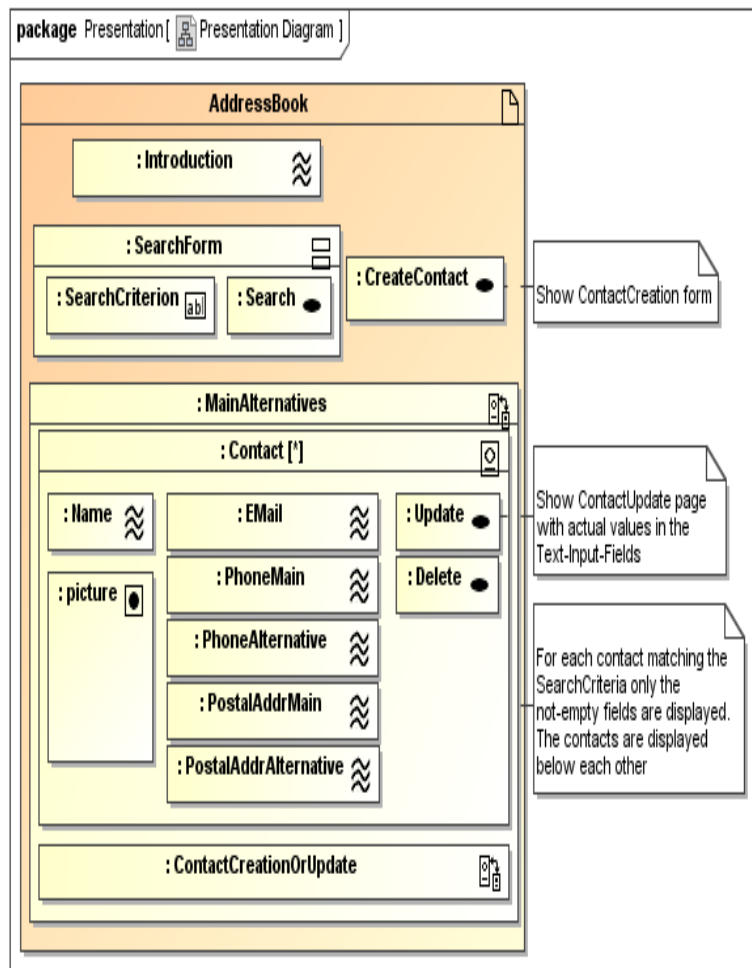 package Presentation [ Presentation Diagram ]
AddressBook
: Introduction
: SearchForm
: SearchCriterion
ab
: Search
: CreateContact
Show ContactCreation form
: MainAlternatives
: Contact [*]
: Name
: EMail
: Update
Show ContactUpdate page
with actual values in the
Text-Input-Fields
: picture
: PhoneMain
: Delete
: PhoneAlternative
: PostalAddrMain
: PostalAddrAlternative
For each contact matching the
SearchCriteria only the
not-empty fields are displayed.
The contacts are displayed
below each other
: ContactCreationOrUpdate